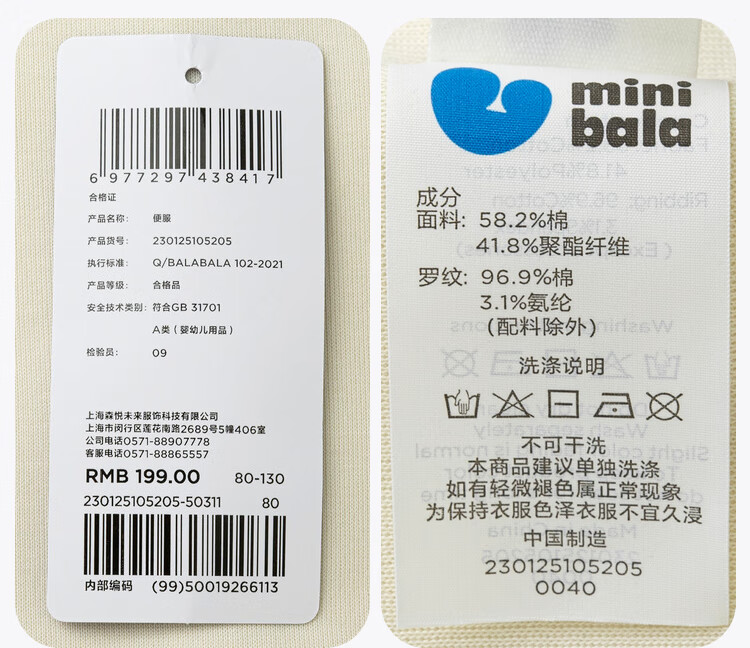 6 977297 438417
合格证
产品名称: 便服
产品货号: 230125105205
执行标准: Q/BALABALA 102-2021
产品等级: 合格品
安全技术类别: 符合GB 31701
A类（婴幼儿用品）
检验员: 09
上海森悦未来服饰科技有限公司
上海市闵行区莲花南路2689号5幢406室
公司电话0571-88907778
客服电话0571-88865557
RMB 199.00 80-130
230125105205-50311 80
内部编码 (99)50019266113
mini
bala
成分
面料: 58.2%棉
41.8%聚酯纤维
罗纹: 96.9%棉
3.1%氨纶
(配料除外)
洗涤说明
不可干洗
本商品建议单独洗涤
如有轻微褪色属正常现象
为保持衣服色泽衣服不宜久浸
中国制造
230125105205
0040